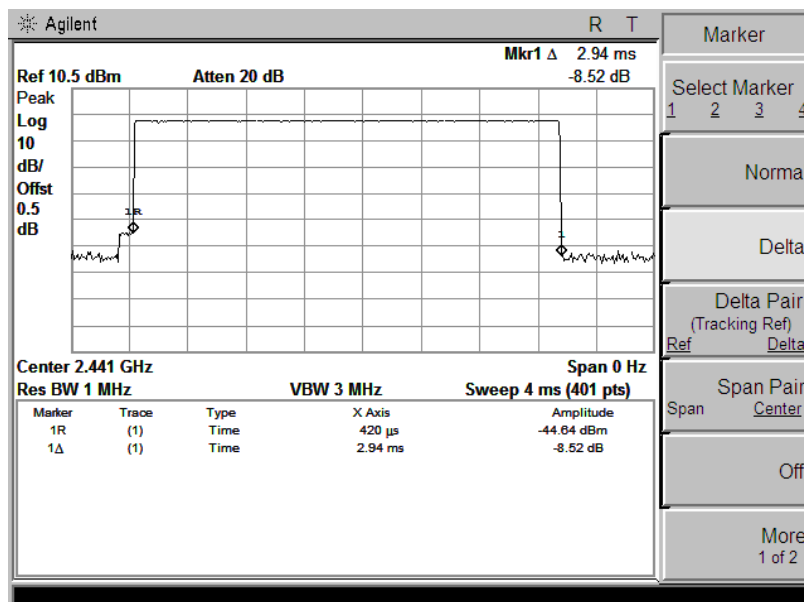 Agilent R T
Mkr1 Δ 2.94 ms
Ref 10.5 dBm Atten 20 dB -8.52 dB
Peak
Log
10
dB/
Offst
0.5
dB
1R
1
Center 2.441 GHz Span 0 Hz
Res BW 1 MHz VBW 3 MHz Sweep 4 ms (401 pts)
Marker Trace Type X Axis Amplitude
1R (1) Time 420 µs -44.64 dBm
1Δ (1) Time 2.94 ms -8.52 dB
Marker
Select Marker
1 2 3 4
Norma
Delta
Delta Pair
(Tracking Ref)
Ref Delta
Span Pair
Span Center
Off
More
1 of 2